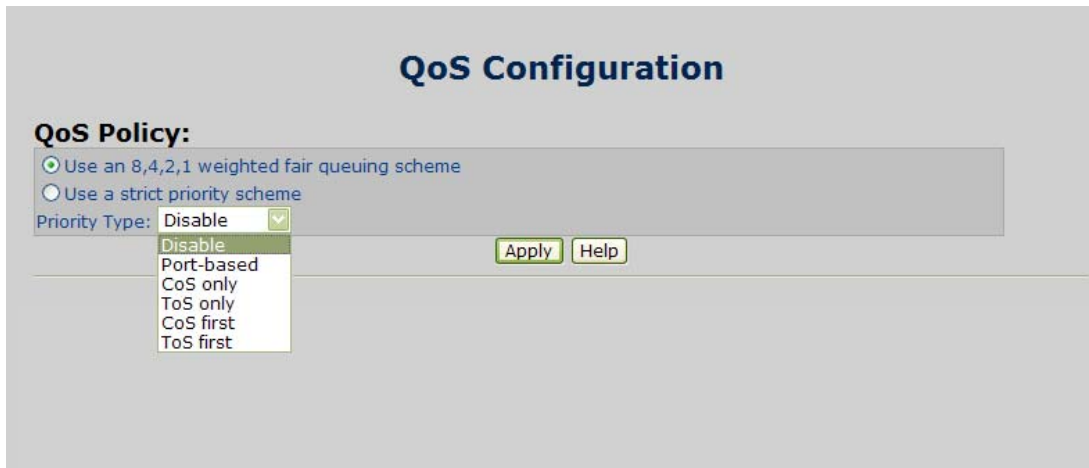 QoS Configuration
QoS Policy:
Use an 8,4,2,1 weighted fair queuing scheme
Use a strict priority scheme
Priority Type: Disable
Disable
Port-based
CoS only
ToS only
CoS first
ToS first
Apply Help